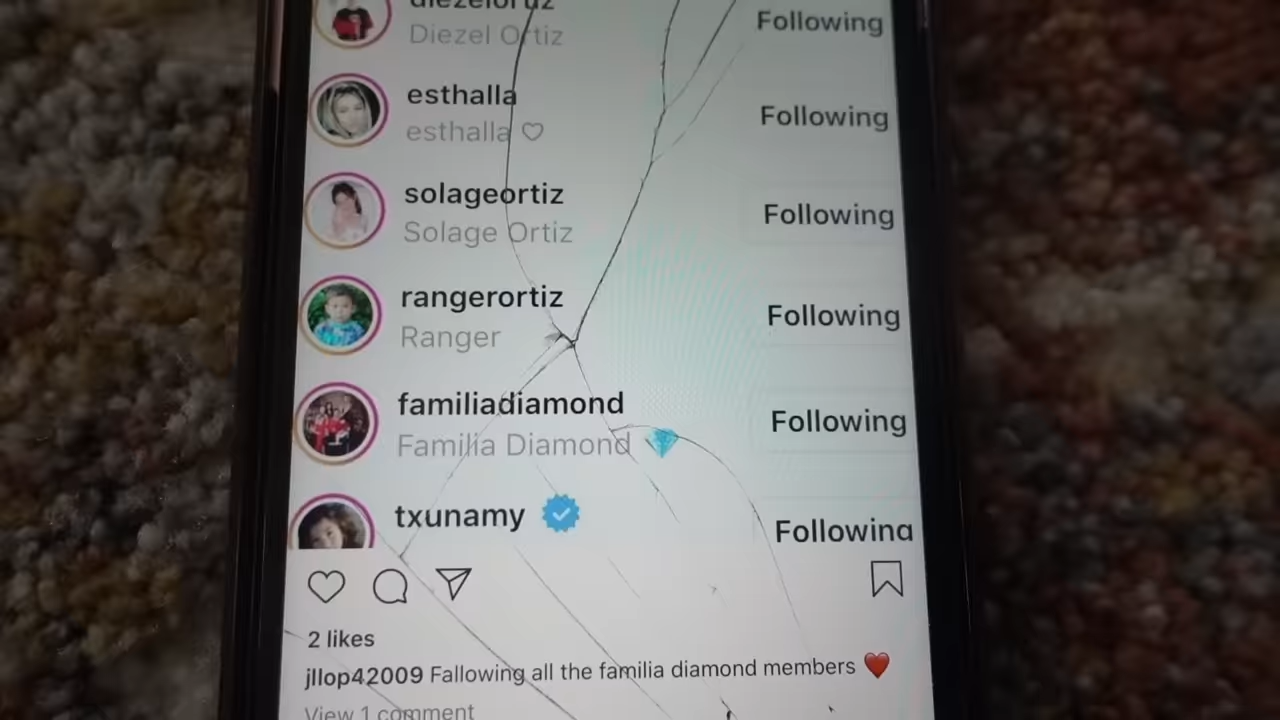 diezelortiz
Diezel Ortiz
Following
esthalla
esthalla ♡
Following
solageortiz
Solage Ortiz
Following
rangerortiz
Ranger
Following
familiadiamond
Familia Diamond 💎
Following
txunamy
Following
2 likes
jllop42009 Fallowing all the familia diamond members ❤️
View 1 comment